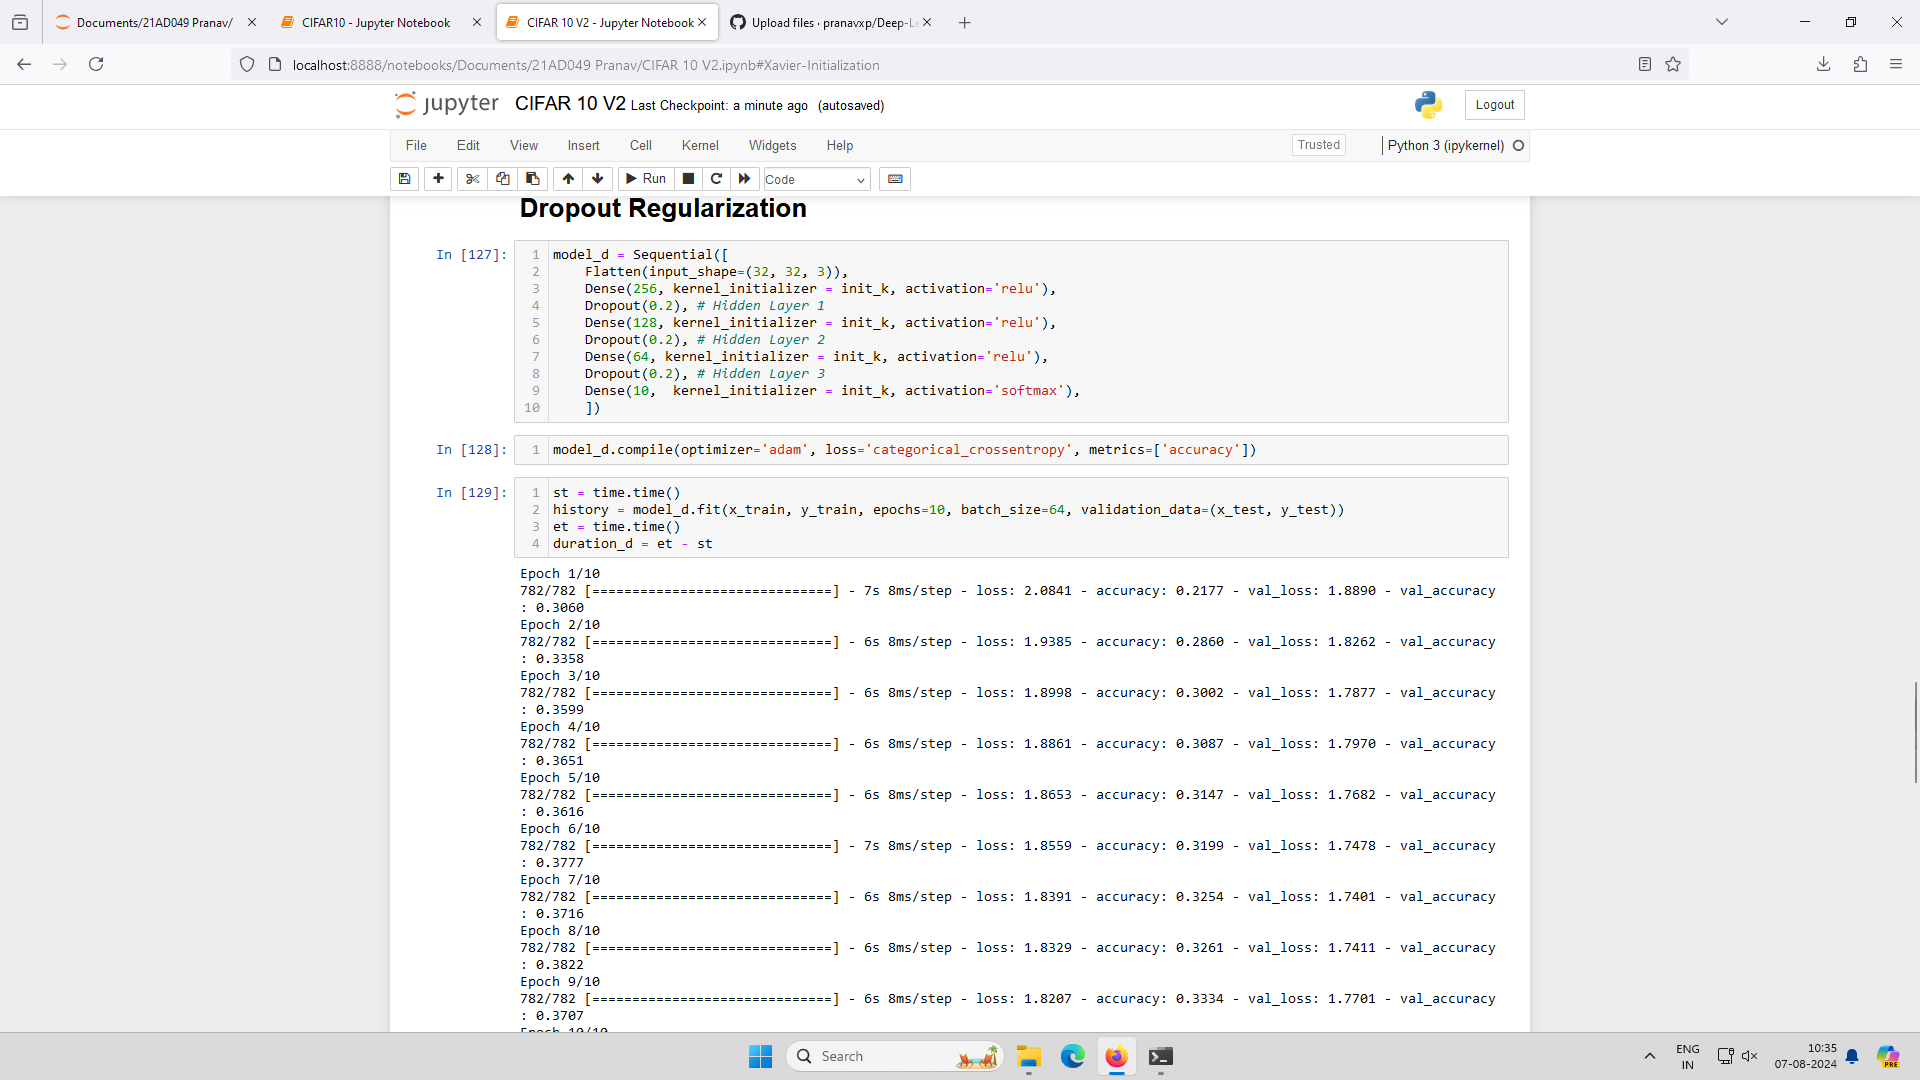 Documents/21AD049 Pranav/
CIFAR10 - Jupyter Notebook
CIFAR 10 V2 - Jupyter Notebook
Upload files · pranavxp/Deep-Le
localhost:8888/notebooks/Documents/21AD049 Pranav/CIFAR 10 V2.ipynb#Xavier-Initialization
jupyter CIFAR 10 V2 Last Checkpoint: a minute ago (autosaved)
Logout
File Edit View Insert Cell Kernel Widgets Help
Trusted
Python 3 (ipykernel)
Run
Code
Dropout Regularization
In [127]:
1 model_d = Sequential([
2     Flatten(input_shape=(32, 32, 3)),
3     Dense(256, kernel_initializer = init_k, activation='relu'),
4     Dropout(0.2), # Hidden Layer 1
5     Dense(128, kernel_initializer = init_k, activation='relu'),
6     Dropout(0.2), # Hidden Layer 2
7     Dense(64, kernel_initializer = init_k, activation='relu'),
8     Dropout(0.2), # Hidden Layer 3
9     Dense(10,  kernel_initializer = init_k, activation='softmax'),
10     ])
In [128]:
1 model_d.compile(optimizer='adam', loss='categorical_crossentropy', metrics=['accuracy'])
In [129]:
1 st = time.time()
2 history = model_d.fit(x_train, y_train, epochs=10, batch_size=64, validation_data=(x_test, y_test))
3 et = time.time()
4 duration_d = et - st
Epoch 1/10
782/782 [==============================] - 7s 8ms/step - loss: 2.0841 - accuracy: 0.2177 - val_loss: 1.8890 - val_accuracy
: 0.3060
Epoch 2/10
782/782 [==============================] - 6s 8ms/step - loss: 1.9385 - accuracy: 0.2860 - val_loss: 1.8262 - val_accuracy
: 0.3358
Epoch 3/10
782/782 [==============================] - 6s 8ms/step - loss: 1.8998 - accuracy: 0.3002 - val_loss: 1.7877 - val_accuracy
: 0.3599
Epoch 4/10
782/782 [==============================] - 6s 8ms/step - loss: 1.8861 - accuracy: 0.3087 - val_loss: 1.7970 - val_accuracy
: 0.3651
Epoch 5/10
782/782 [==============================] - 6s 8ms/step - loss: 1.8653 - accuracy: 0.3147 - val_loss: 1.7682 - val_accuracy
: 0.3616
Epoch 6/10
782/782 [==============================] - 7s 8ms/step - loss: 1.8559 - accuracy: 0.3199 - val_loss: 1.7478 - val_accuracy
: 0.3777
Epoch 7/10
782/782 [==============================] - 6s 8ms/step - loss: 1.8391 - accuracy: 0.3254 - val_loss: 1.7401 - val_accuracy
: 0.3716
Epoch 8/10
782/782 [==============================] - 6s 8ms/step - loss: 1.8329 - accuracy: 0.3261 - val_loss: 1.7411 - val_accuracy
: 0.3822
Epoch 9/10
782/782 [==============================] - 6s 8ms/step - loss: 1.8207 - accuracy: 0.3334 - val_loss: 1.7701 - val_accuracy
: 0.3707
Epoch 10/10
Search
ENG
IN
10:35
07-08-2024
PRE